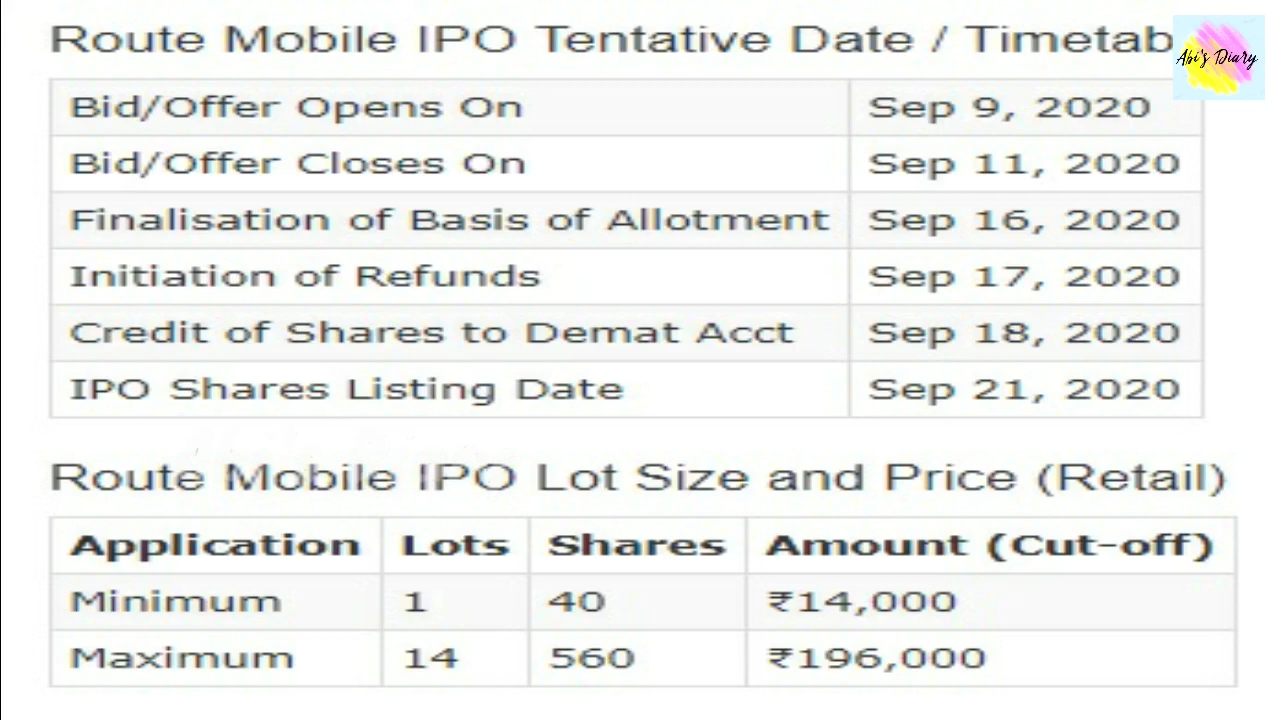 Route Mobile IPO Tentative Date / Timetab
Abi's Diary
Bid/Offer Opens On Sep 9, 2020
Bid/Offer Closes On Sep 11, 2020
Finalisation of Basis of Allotment Sep 16, 2020
Initiation of Refunds Sep 17, 2020
Credit of Shares to Demat Acct Sep 18, 2020
IPO Shares Listing Date Sep 21, 2020
Route Mobile IPO Lot Size and Price (Retail)
Application Lots Shares Amount (Cut-off)
Minimum 1 40 ₹14,000
Maximum 14 560 ₹196,000